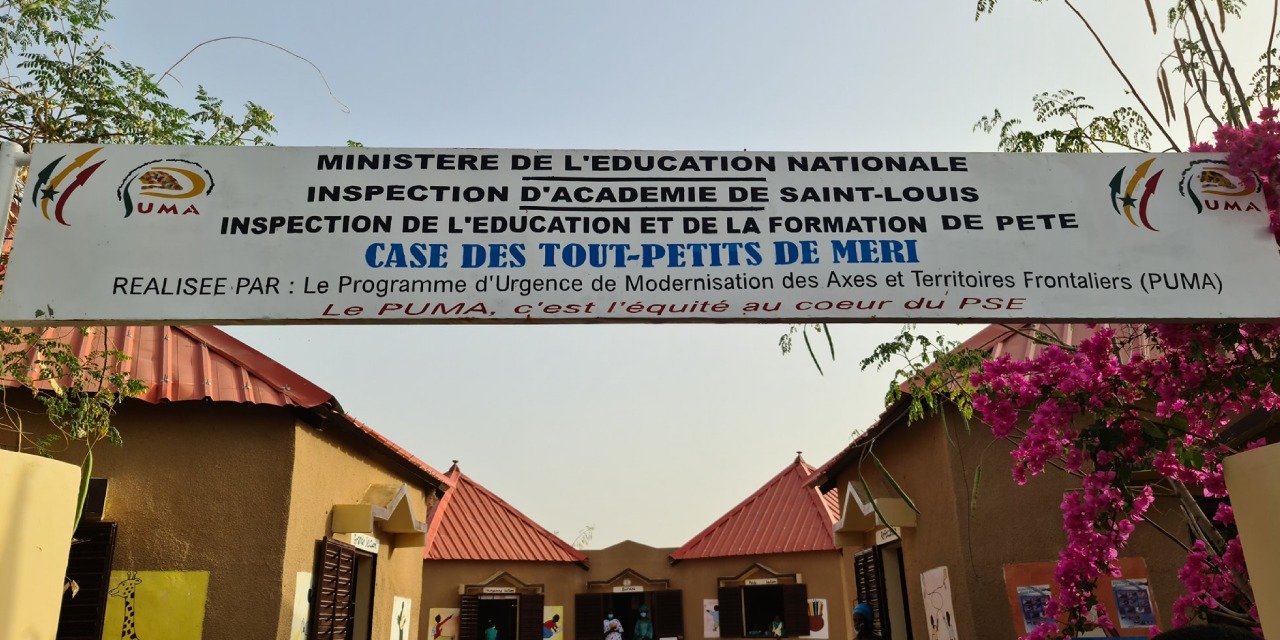 MINISTERE DE L'EDUCATION NATIONALE
INSPECTION D'ACADEMIE DE SAINT-LOUIS
INSPECTION DE L'EDUCATION ET DE LA FORMATION DE PETE
CASE DES TOUT-PETITS DE MERI
REALISEE PAR : Le Programme d'Urgence de Modernisation des Axes et Territoires Frontaliers (PUMA)
Le PUMA, c'est l'équité au coeur du PSE
PUMA
PUMA